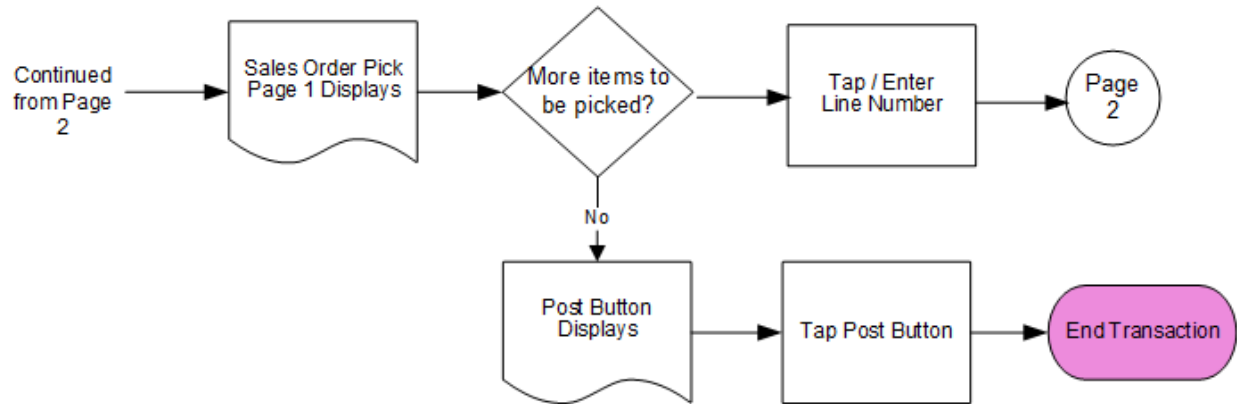 Continued
from Page
2
Sales Order Pick
Page 1 Displays
More items to
be picked?
Tap / Enter
Line Number
Page
2
No
Post Button
Displays
Tap Post Button
End Transaction